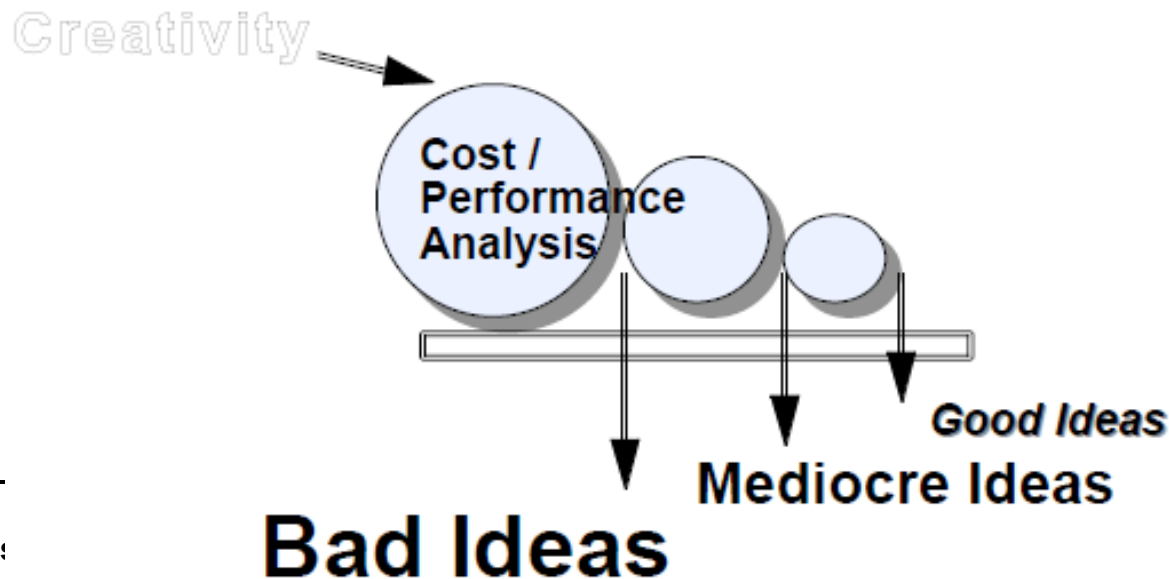 Creativity
Cost /
Performance
Analysis
Good Ideas
Mediocre Ideas
Bad Ideas